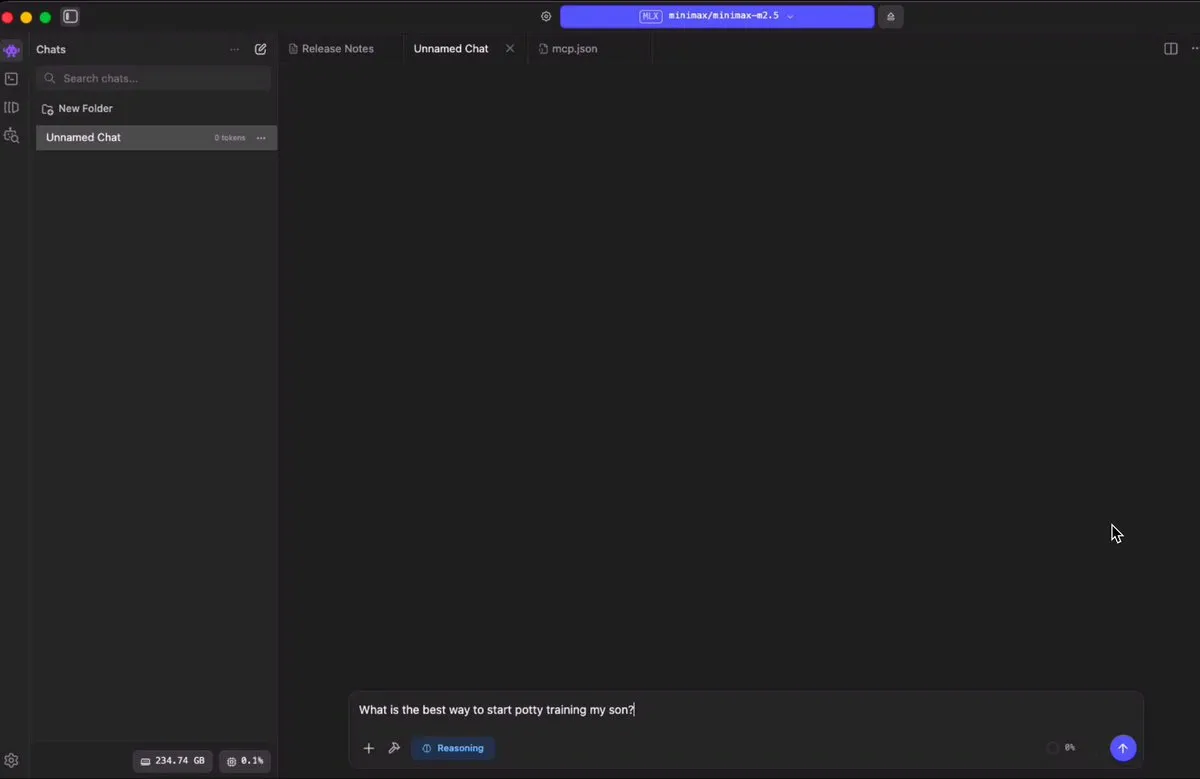 MLX minimax/minimax-m2.5
Chats
Release Notes
Unnamed Chat
mcp.json
Search chats...
New Folder
Unnamed Chat 0 tokens
What is the best way to start potty training my son?
Reasoning
0%
234.74 GB
0.1%